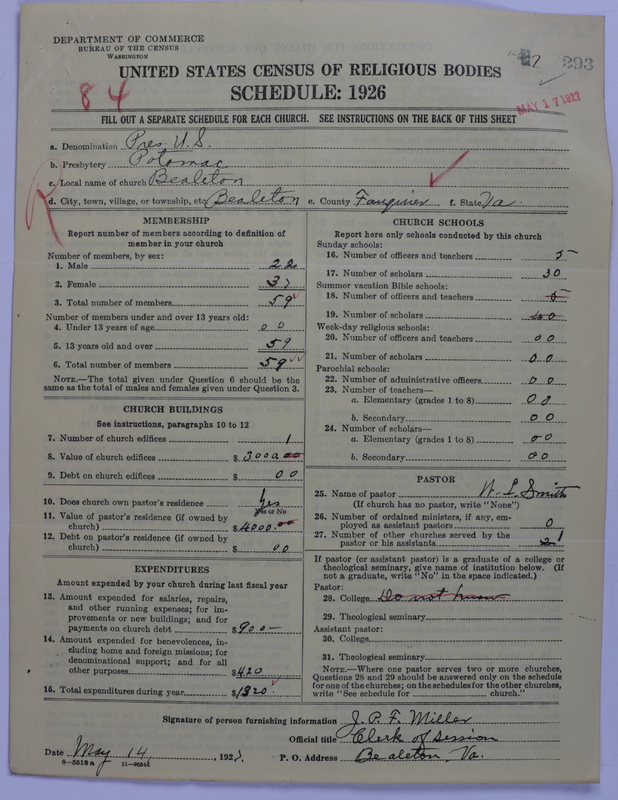 DEPARTMENT OF COMMERCE
BUREAU OF THE CENSUS
WASHINGTON
293
UNITED STATES CENSUS OF RELIGIOUS BODIES
SCHEDULE: 1926
84
MAY 17 1927
FILL OUT A SEPARATE SCHEDULE FOR EACH CHURCH. SEE INSTRUCTIONS ON THE BACK OF THIS SHEET
a. Denomination Pres. U.S.
b. Presbytery Potomac
c. Local name of church Bealeton
d. City, town, village, or township, etc. Bealeton e. County Fauquier f. State Va.
MEMBERSHIP
Report number of members according to definition of
member in your church
Number of members, by sex:
1. Male 22
2. Female 37
3. Total number of members 59
Number of members under and over 13 years old:
4. Under 13 years of age 00
5. 13 years old and over 59
6. Total number of members 59
NOTE.—The total given under Question 6 should be
same as the total of males and females given under Question 3.
CHURCH BUILDINGS
See instructions, paragraphs 10 to 12
7. Number of church edifices 1
8. Value of church edifices $ 3000.00
9. Debt on church edifices $ 00
10. Does church own pastor's residence Yes
Yes or No
11. Value of pastor's residence (if owned by
church) $ 4000.00
12. Debt on pastor's residence (if owned by
church) $ 00
EXPENDITURES
Amount expended by your church during last fiscal year
13. Amount expended for salaries, repairs,
and other running expenses; for im-
provements or new buildings; and for
payments on church debt $ 900—
14. Amount expended for benevolences, in-
cluding home and foreign missions; for
denominational support; and for all
other purposes $ 420
15. Total expenditures during year $ 1320
CHURCH SCHOOLS
Report here only schools conducted by this church
Sunday schools:
16. Number of officers and teachers 5
17. Number of scholars 30
Summer vacation Bible schools:
18. Number of officers and teachers 5
19. Number of scholars 40
Week-day religious schools:
20. Number of officers and teachers 00
21. Number of scholars 00
Parochial schools:
22. Number of administrative officers 00
23. Number of teachers—
a. Elementary (grades 1 to 8) 00
b. Secondary 00
24. Number of scholars—
a. Elementary (grades 1 to 8) 00
b. Secondary 00
PASTOR
25. Name of pastor W. L. Smith
(If church has no pastor, write "None")
26. Number of ordained ministers, if any, em-
ployed as assistant pastors 0
27. Number of other churches served by the
pastor or his assistants 2 1
If pastor (or assistant pastor) is a graduate of a college or
theological seminary, give name of institution below. (If
not a graduate, write "No" in the space indicated.)
Pastor:
28. College Do not know
29. Theological seminary
Assistant pastor:
30. College
31. Theological seminary
NOTE.—Where one pastor serves two or more churches,
Questions 28 and 29 should be answered only on the schedule
for one of the churches; on the schedules for the other churches,
write "See schedule for church."
Signature of person furnishing information J. P. F. Miller
Official title Clerk of Session
Date May 14, 1927. P. O. Address Bealeton, Va.
8—5518 a